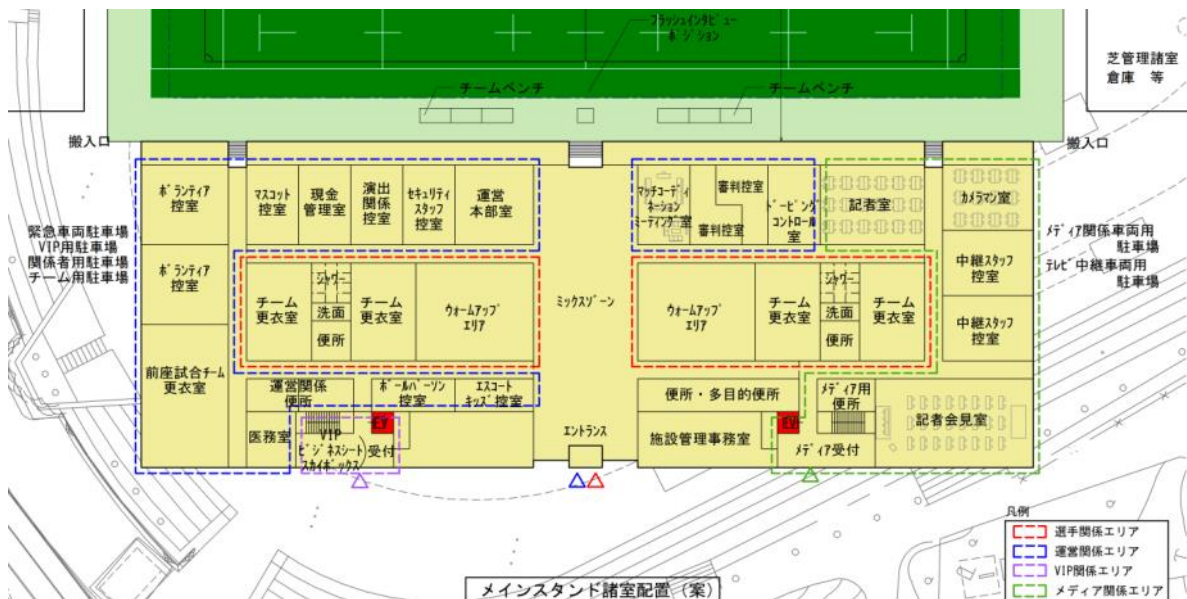 フラッシュインタビュー
ポジション
芝管理諸室
倉庫 等
チームベンチ
チームベンチ
搬入口
搬入口
ボランティア
控室
マスコット
控室
現金
管理室
演出
関係
控室
セキュリティ
スタッフ
控室
運営
本部室
マッチコーディ
ネーション
ミーティング室
審判控室
審判控室
ドーピング
コントロール
室
記者室
カメラマン室
緊急車両駐車場
VIP用駐車場
関係者用駐車場
チーム用駐車場
ボランティア
控室
チーム
更衣室
シャワー
洗面
便所
チーム
更衣室
ウォームアップ
エリア
ミックスゾーン
ウォームアップ
エリア
チーム
更衣室
シャワー
洗面
便所
チーム
更衣室
中継スタッフ
控室
中継スタッフ
控室
メディア関係車両用
駐車場
テレビ中継車両用
駐車場
前座試合チーム
更衣室
運営関係
便所
ボールパーソン
控室
エスコート
キッズ控室
便所・多目的便所
メディア用
便所
記者会見室
医務室
EV
VIP
ビジネスシート
スカイボックス
受付
エントランス
施設管理事務室
EV
メディア受付
凡例
選手関係エリア
運営関係エリア
VIP関係エリア
メディア関係エリア
メインスタンド諸室配置（案）